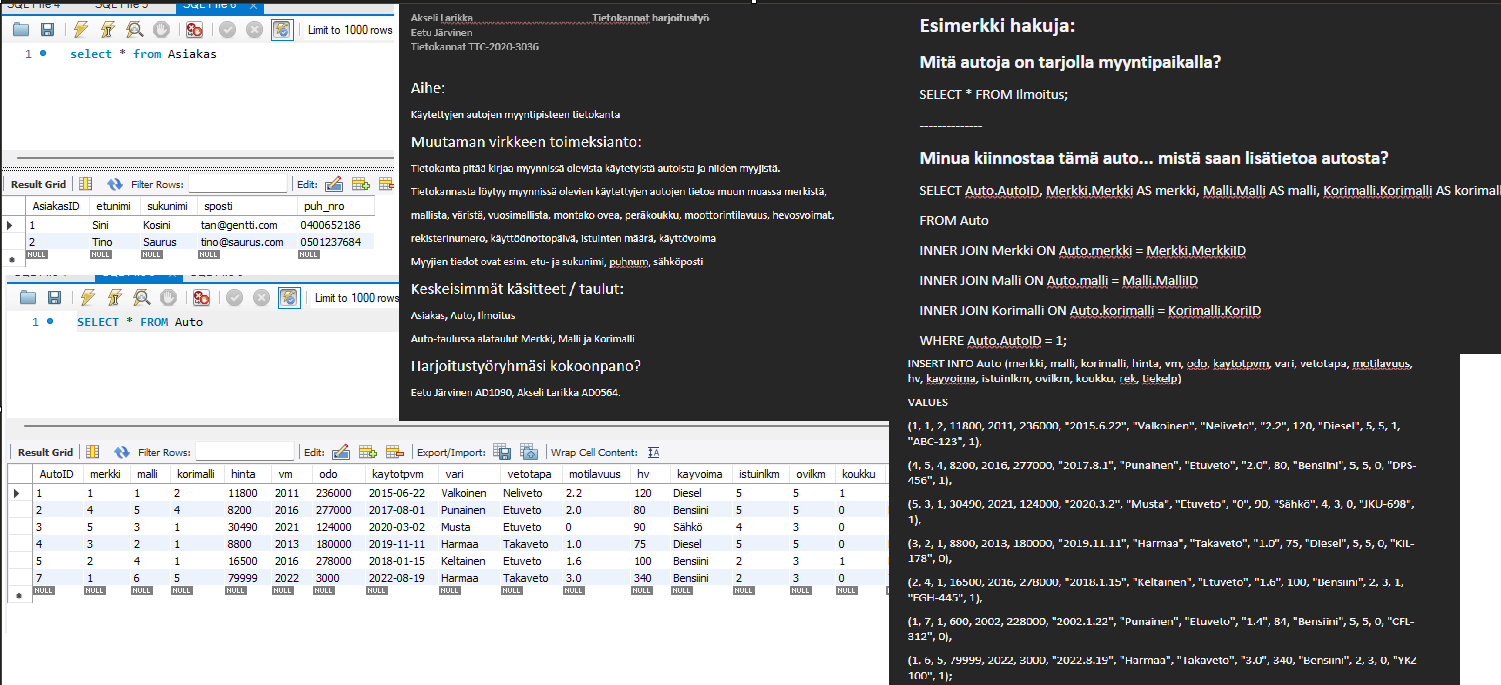 SQL File 4 SQL File 5 SQL File 6
Limit to 1000 rows
1 select * from Asiakas
Result Grid Filter Rows: Edit:
AsiakasID etunimi sukunimi sposti puh_nro
1 Sini Kosini tan@gentti.com 0400652186
2 Tino Saurus tino@saurus.com 0501237684
NULL NULL NULL NULL NULL
Limit to 1000 rows
1 SELECT * FROM Auto
Result Grid Filter Rows: Edit: Export/Import: Wrap Cell Content:
AutoID merkki malli korimalli hinta vm odo kaytotpvm vari vetotapa motilavuus hv kayvoima istuinlkm ovilkm koukku
1 1 1 2 11800 2011 236000 2015-06-22 Valkoinen Neliveto 2.2 120 Diesel 5 5 1
2 4 5 4 8200 2016 277000 2017-08-01 Punainen Etuveto 2.0 80 Bensiini 5 5 0
3 5 3 1 30490 2021 124000 2020-03-02 Musta Etuveto 0 90 Sähkö 4 3 0
4 3 2 1 8800 2013 180000 2019-11-11 Harmaa Takaveto 1.0 75 Diesel 5 5 0
5 2 4 1 16500 2016 278000 2018-01-15 Keltainen Etuveto 1.6 100 Bensiini 2 3 1
7 1 6 5 79999 2022 3000 2022-08-19 Harmaa Takaveto 3.0 340 Bensiini 2 3 0
NULL NULL NULL NULL NULL NULL NULL NULL NULL NULL NULL NULL NULL NULL NULL NULL
Akseli Larikka Tietokannat harjoitustyö
Eetu Järvinen
Tietokannat TTC-2020-3036
Aihe:
Käytettyjen autojen myyntipisteen tietokanta
Muutaman virkkeen toimeksianto:
Tietokanta pitää kirjaa myynnissä olevista käytetyistä autoista ja niiden myyjistä.
Tietokannasta löytyy myynnissä olevien käytettyjen autojen tietoa muun muassa merkistä,
mallista, väristä, vuosimallista, montako ovea, peräkoukku, moottorintilavuus, hevosvoimat,
rekisterinumero, käyttöönottopäivä, istuinten määrä, käyttövoima
Myyjien tiedot ovat esim. etu- ja sukunimi, puhnum, sähköposti
Keskeisimmät käsitteet / taulut:
Asiakas, Auto, Ilmoitus
Auto-taulussa alataulut Merkki, Malli ja Korimalli
Harjoitustyöryhmäsi kokoonpano?
Eetu Järvinen AD1090, Akseli Larikka AD0564.
Esimerkki hakuja:
Mitä autoja on tarjolla myyntipaikalla?
SELECT * FROM Ilmoitus;
--------------
Minua kiinnostaa tämä auto... mistä saan lisätietoa autosta?
SELECT Auto.AutoID, Merkki.Merkki AS merkki, Malli.Malli AS malli, Korimalli.Korimalli AS korimall
FROM Auto
INNER JOIN Merkki ON Auto.merkki = Merkki.MerkkiID
INNER JOIN Malli ON Auto.malli = Malli.MalliID
INNER JOIN Korimalli ON Auto.korimalli = Korimalli.KoriID
WHERE Auto.AutoID = 1;
INSERT INTO Auto (merkki, malli, korimalli, hinta, vm, odo, kaytotpvm, vari, vetotapa, motilavuus,
hv, kayvoima, istuinlkm, ovilkm, koukku, rek, tiekelp)
VALUES
(1, 1, 2, 11800, 2011, 236000, "2015.6.22", "Valkoinen", "Neliveto", "2.2", 120, "Diesel", 5, 5, 1,
"ABC-123", 1),
(4, 5, 4, 8200, 2016, 277000, "2017.8.1", "Punainen", "Etuveto", "2.0", 80, "Bensiini", 5, 5, 0, "DPS-
456", 1),
(5, 3, 1, 30490, 2021, 124000, "2020.3.2", "Musta", "Etuveto", "0", 90, "Sähkö", 4, 3, 0, "JKU-698",
1),
(3, 2, 1, 8800, 2013, 180000, "2019.11.11", "Harmaa", "Takaveto", "1.0", 75, "Diesel", 5, 5, 0, "KIL-
178", 0),
(2, 4, 1, 16500, 2016, 278000, "2018.1.15", "Keltainen", "Etuveto", "1.6", 100, "Bensiini", 2, 3, 1,
"FGH-445", 1),
(1, 7, 1, 600, 2002, 228000, "2002.1.22", "Punainen", "Etuveto", "1.4", 84, "Bensiini", 5, 5, 0, "CFL-
312", 0),
(1, 6, 5, 79999, 2022, 3000, "2022.8.19", "Harmaa", "Takaveto", "3.0", 340, "Bensiini", 2, 3, 0, "YKZ-
100", 1);